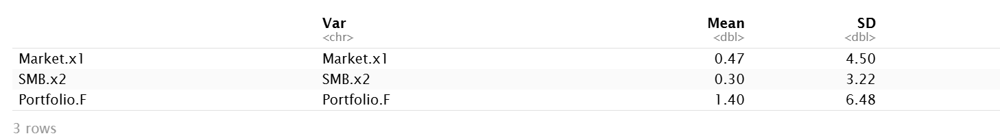 Var Mean SD
<chr> <dbl> <dbl>
Market.x1 Market.x1 0.47 4.50
SMB.x2 SMB.x2 0.30 3.22
Portfolio.F Portfolio.F 1.40 6.48
3 rows